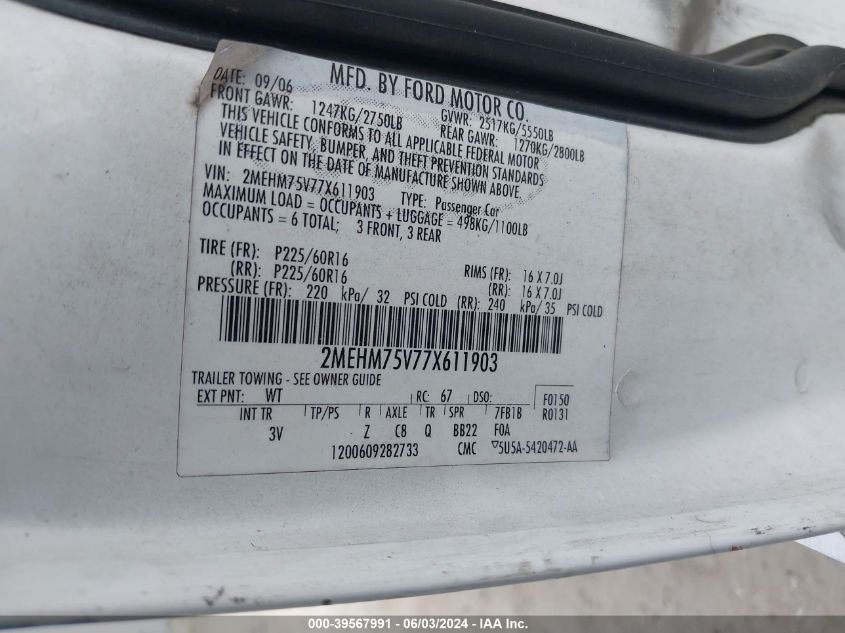 DATE: 09/06 MFD. BY FORD MOTOR CO.
FRONT GAWR: 1247KG/2750LB GVWR: 2517KG/5550LB
REAR GAWR: 1270KG/2800LB
THIS VEHICLE CONFORMS TO ALL APPLICABLE FEDERAL MOTOR
VEHICLE SAFETY, BUMPER, AND THEFT PREVENTION STANDARDS
IN EFFECT ON THE DATE OF MANUFACTURE SHOWN ABOVE.
VIN: 2MEHM75V77X611903 TYPE: Passenger Car
MAXIMUM LOAD = OCCUPANTS + LUGGAGE = 498KG/1100LB
OCCUPANTS = 6 TOTAL; 3 FRONT, 3 REAR
TIRE (FR): P225/60R16 RIMS (FR): 16 X 7.0J
(RR): P225/60R16 (RR): 16 X 7.0J
PRESSURE (FR): 220 kPa/ 32 PSI COLD (RR): 240 kPa/ 35 PSI COLD
2MEHM75V77X611903
TRAILER TOWING - SEE OWNER GUIDE
EXT PNT: WT RC: 67 DSO: F0150
INT TR TP/PS R AXLE TR SPR 7FB1B R0131
3V Z C8 Q BB22 F0A
1200609282733 CMC ▽5U5A-5420472-AA
000-39567991 - 06/03/2024 - IAA Inc.